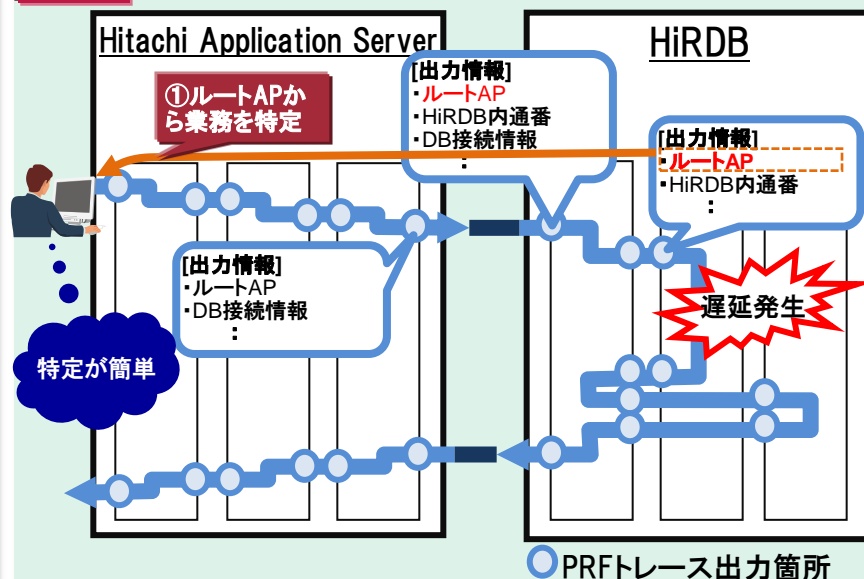 Hitachi Application Server
HiRDB
①ルートAPか
ら業務を特定
[出力情報]
・ルートAP
・HiRDB内通番
・DB接続情報
：
[出力情報]
・ルートAP
・HiRDB内通番
：
[出力情報]
・ルートAP
・DB接続情報
：
遅延発生
特定が簡単
PRFトレース出力箇所